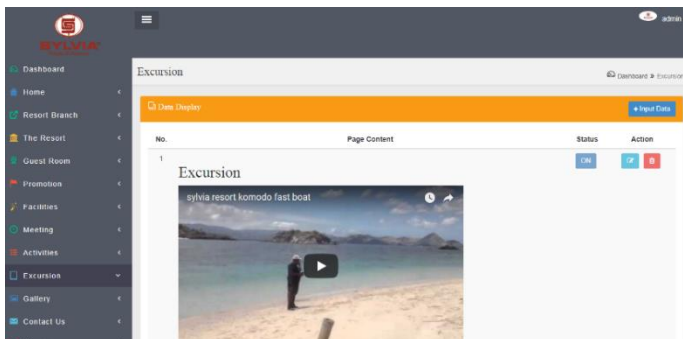 SYLVIA
admin
Dashboard
Home
Resort Branch
The Resort
Guest Room
Promotion
Facilities
Meeting
Activities
Excursion
Gallery
Contact Us
Excursion
Dashboard » Excursion
Data Display
+Input Data
No. Page Content Status Action
1 ON
Excursion
sylvia resort komodo fast boat